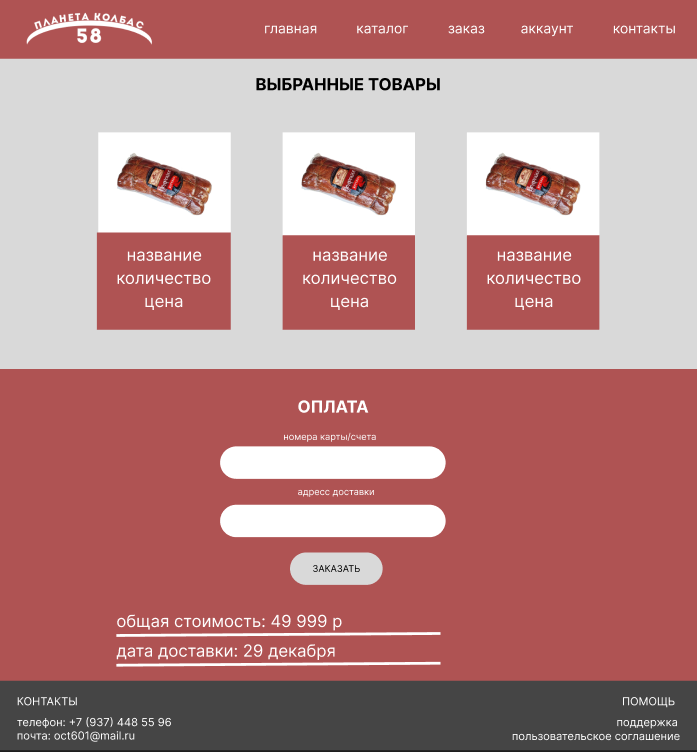 ПЛАНЕТА КОЛБАС
58
главная каталог заказ аккаунт контакты
ВЫБРАННЫЕ ТОВАРЫ
название название название
количество количество количество
цена цена цена
ОПЛАТА
номера карты/счета
адресс доставки
ЗАКАЗАТЬ
общая стоимость: 49 999 р
дата доставки: 29 декабря
КОНТАКТЫ ПОМОЩЬ
телефон: +7 (937) 448 55 96 поддержка
почта: oct601@mail.ru пользовательское соглашение